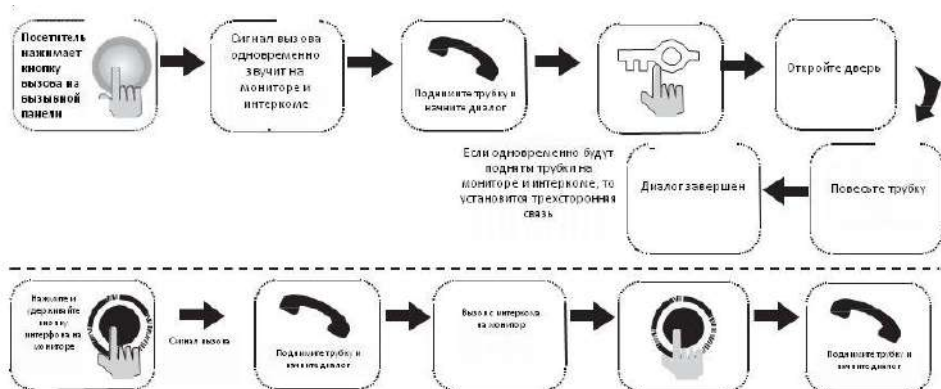 Посетитель
нажимает
кнопку
вызова на
вызывной
панели
Сигнал вызова
одновременно
звучит на
мониторе и
интеркоме
Поднимите трубку и
начните диалог
Откройте дверь
Если одновременно будут
подняты трубки на
мониторе и интеркоме, то
установится трехсторонняя
связь
Диалог завершен
Повесьте трубку
Нажмите и
удерживайте
кнопку
интерфона на
мониторе
Сигнал вызова
Поднимите трубку и
начните диалог
Вызов с интеркома
на монитор
Поднимите трубку и
начните диалог